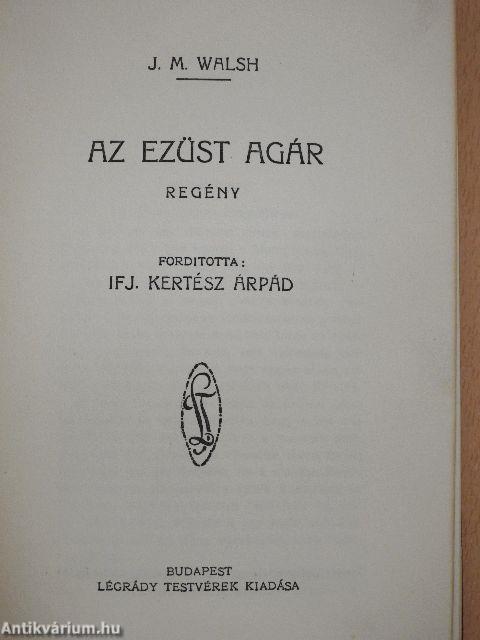 J. M. WALSH
AZ EZÜST AGÁR
REGÉNY
FORDITOTTA:
IFJ. KERTÉSZ ÁRPÁD
BUDAPEST
LÉGRÁDY TESTVÉREK KIADÁSA
Antikvárium.hu